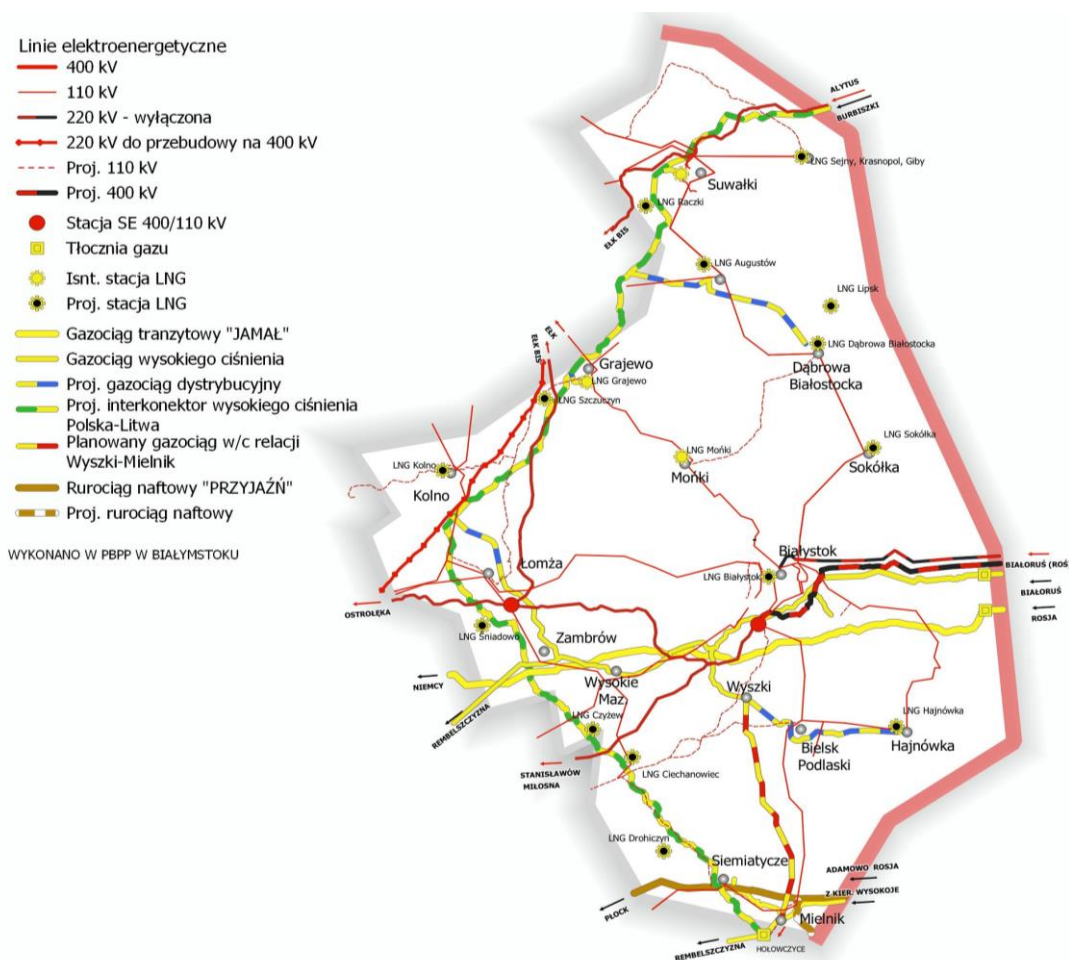 Linie elektroenergetyczne
400 kV
110 kV
220 kV - wyłączona
220 kV do przebudowy na 400 kV
Proj. 110 kV
Proj. 400 kV
Stacja SE 400/110 kV
Tłocznia gazu
Isnt. stacja LNG
Proj. stacja LNG
Gazociąg tranzytowy "JAMAŁ"
Gazociąg wysokiego ciśnienia
Proj. gazociąg dystrybucyjny
Proj. interkonektor wysokiego ciśnienia
Polska-Litwa
Planowany gazociąg w/c relacji
Wyszki-Mielnik
Rurociąg naftowy "PRZYJAŹŃ"
Proj. rurociąg naftowy
WYKONANO W PBPP W BIAŁYMSTOKU
ALYTUS
BURBISZKI
LNG Sejny, Krasnopol, Giby
Suwałki
LNG Raczki
EŁK BIS
LNG Augustów
LNG Lipsk
LNG Dąbrowa Białostocka
Dąbrowa
Białostocka
EŁK
EŁK BIS
Grajewo
LNG Grajewo
LNG Szczuczyn
LNG Sokółka
Sokółka
LNG Mońki
Mońki
LNG Kolno
Kolno
Białystok
LNG Białystok
BIAŁORUŚ (ROŚ)
BIAŁORUŚ
ROSJA
Łomża
OSTROŁĘKA
LNG Śniadowo
Zambrów
NIEMCY
Wysokie
Maz.
REMBELSZCZYZNA
Wyszki
LNG Czyżew
LNG Hajnówka
Hajnówka
Bielsk
Podlaski
STANISŁAWÓW
MIŁOSNA
LNG Ciechanowiec
LNG Drohiczyn
Siemiatycze
ADAMOWO ROSJA
Z KIER. WYSOKOJE
PŁOCK
Mielnik
REMBELSZCZYZNA
HOŁOWCZYCE